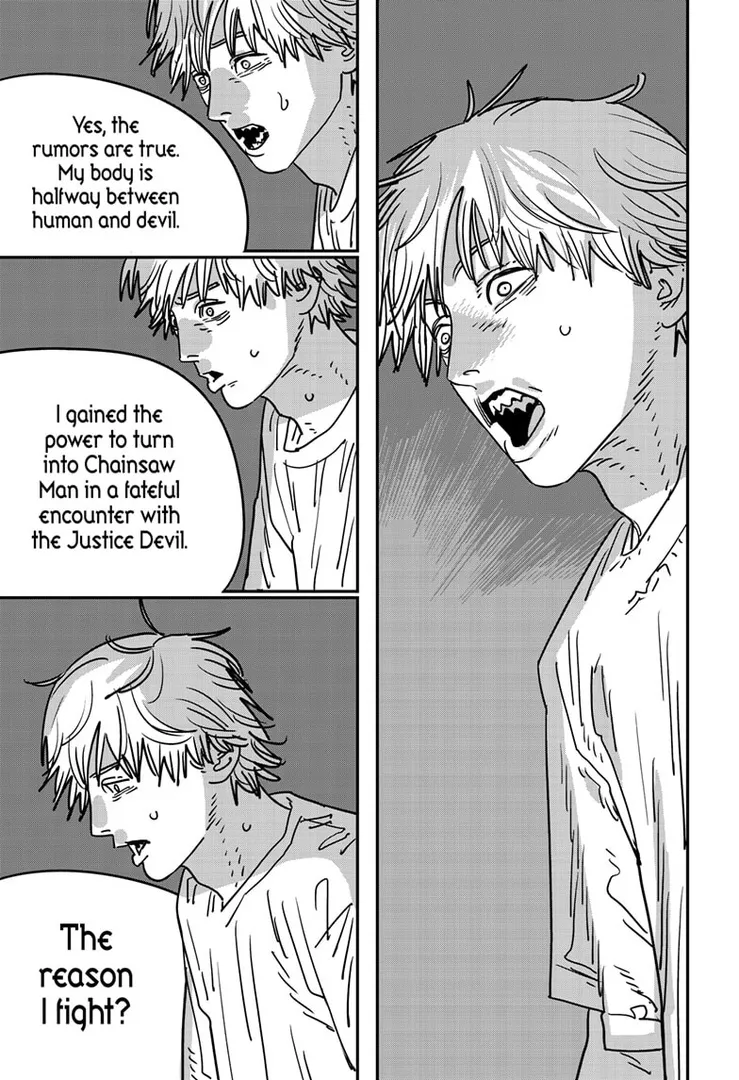 Yes, the
rumors are true.
My body is
halfway between
human and devil.
I gained the
power to turn
into Chainsaw
Man in a fateful
encounter with
the Justice Devil.
The
reason
I fight?